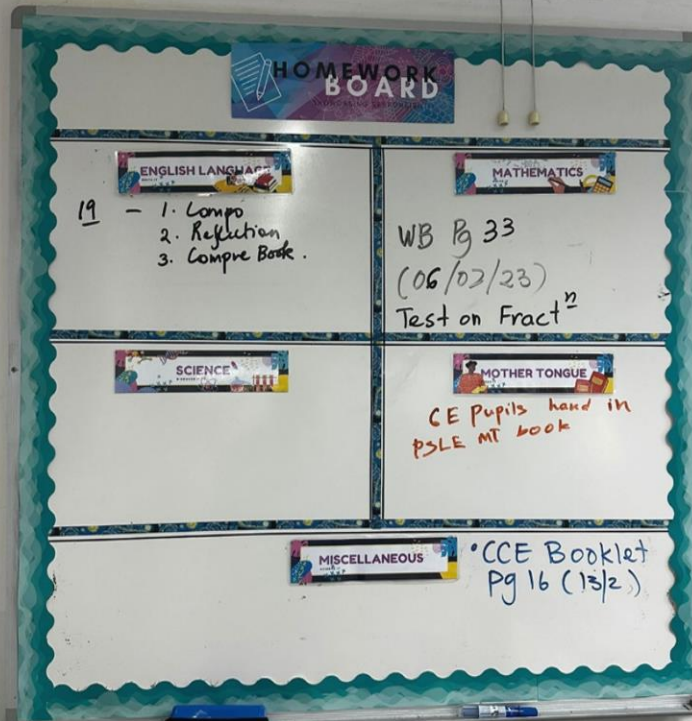 HOMEWORK
BOARD
ENGLISH LANGUAGE
19 - 1. Compo
2. Reflection
3. Compre Book.
MATHEMATICS
WB Pg 33
(06/02/23)
Test on Fractⁿ
SCIENCE
MOTHER TONGUE
CE Pupils hand in
PSLE MT book
MISCELLANEOUS
• CCE Booklet
Pg 16 (13/2)